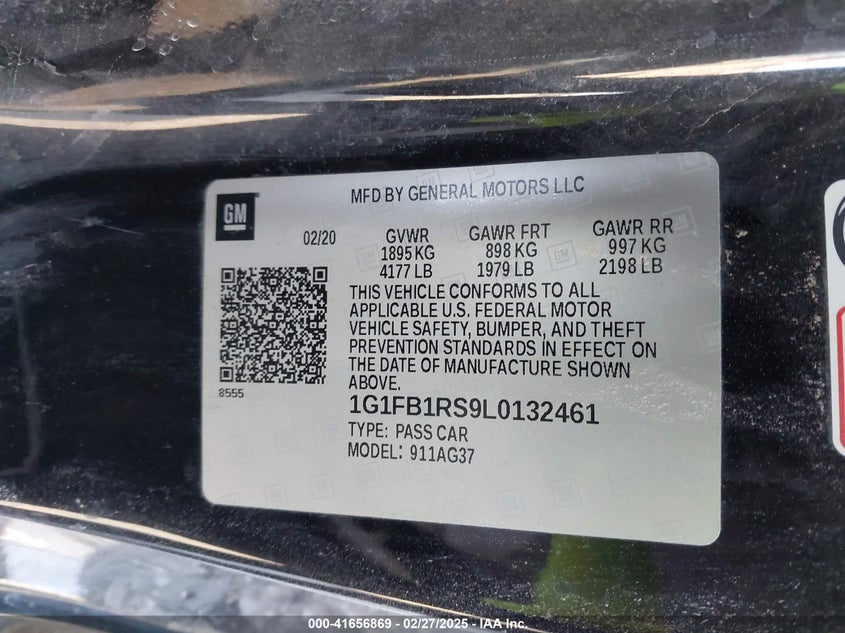 MFD BY GENERAL MOTORS LLC
GM
02/20
GVWR GAWR FRT GAWR RR
1895 KG 898 KG 997 KG
4177 LB 1979 LB 2198 LB
THIS VEHICLE CONFORMS TO ALL
APPLICABLE U.S. FEDERAL MOTOR
VEHICLE SAFETY, BUMPER, AND THEFT
PREVENTION STANDARDS IN EFFECT ON
THE DATE OF MANUFACTURE SHOWN
ABOVE.
8555
1G1FB1RS9L0132461
TYPE: PASS CAR
MODEL: 911AG37
000-41656869 - 02/27/2025 - IAAI.COM